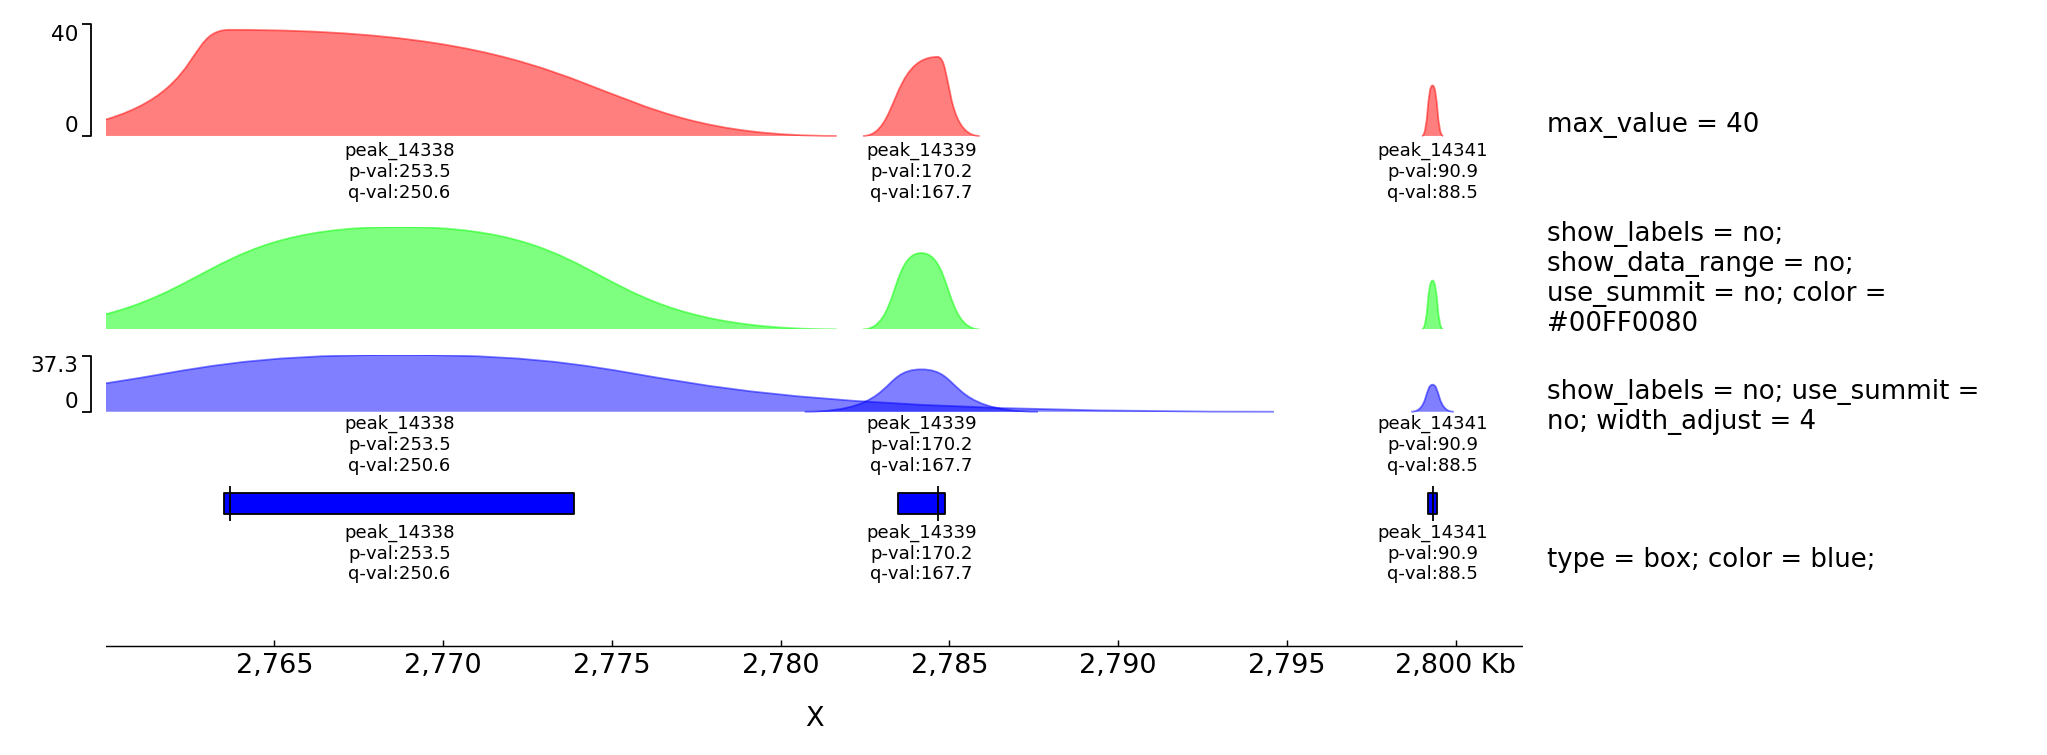 40
0
peak_14338
p-val:253.5
q-val:250.6
peak_14339
p-val:170.2
q-val:167.7
peak_14341
p-val:90.9
q-val:88.5
max_value = 40
show_labels = no;
show_data_range = no;
use_summit = no; color =
#00FF0080
37.3
0
peak_14338
p-val:253.5
q-val:250.6
peak_14339
p-val:170.2
q-val:167.7
peak_14341
p-val:90.9
q-val:88.5
show_labels = no; use_summit =
no; width_adjust = 4
peak_14338
p-val:253.5
q-val:250.6
peak_14339
p-val:170.2
q-val:167.7
peak_14341
p-val:90.9
q-val:88.5
type = box; color = blue;
2,765 2,770 2,775 2,780 2,785 2,790 2,795 2,800 Kb
X